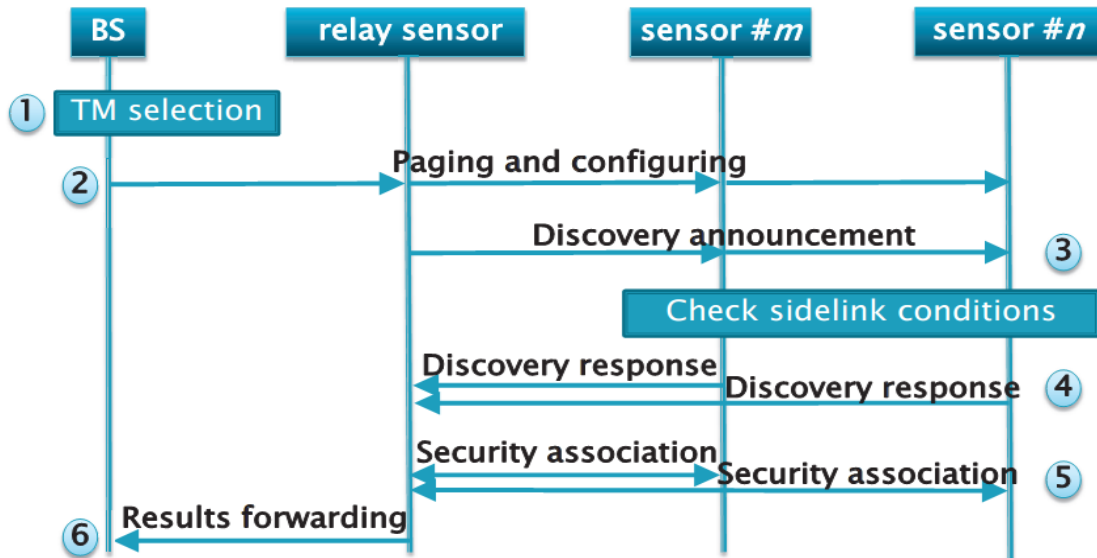 BS
relay sensor
sensor #m
sensor #n
1
TM selection
2
Paging and configuring
Discovery announcement
3
Check sidelink conditions
Discovery response
Discovery response
4
Security association
Security association
5
Results forwarding
6